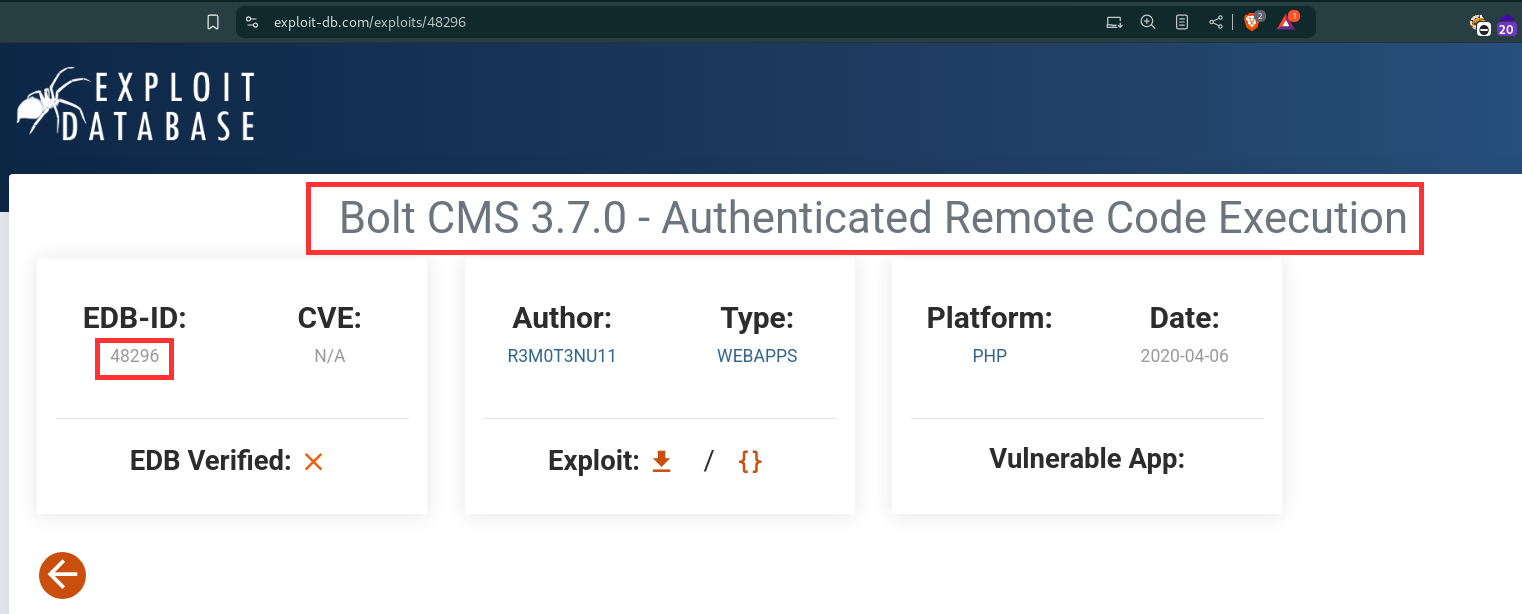 exploit-db.com/exploits/48296
2
1
20
EXPLOIT
DATABASE
Bolt CMS 3.7.0 - Authenticated Remote Code Execution
EDB-ID:
48296
CVE:
N/A
Author:
R3M0T3NU11
Type:
WEBAPPS
Platform:
PHP
Date:
2020-04-06
EDB Verified:
Exploit: / {}
Vulnerable App: